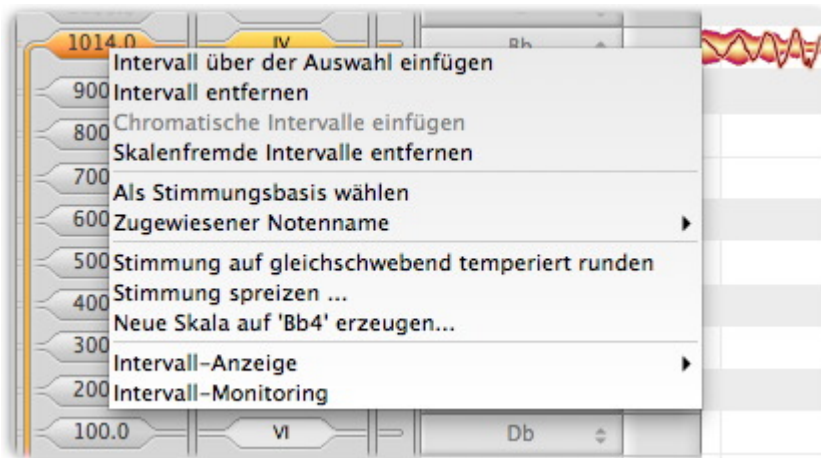 1014.0 IV Bb
Intervall über der Auswahl einfügen
900 Intervall entfernen
800 Chromatische Intervalle einfügen
Skalenfremde Intervalle entfernen
700
Als Stimmungsbasis wählen
600 Zugewiesener Notenname
500 Stimmung auf gleichschwebend temperiert runden
400 Stimmung spreizen ...
Neue Skala auf 'Bb4' erzeugen...
300
Intervall-Anzeige
200 Intervall-Monitoring
100.0 VI Db